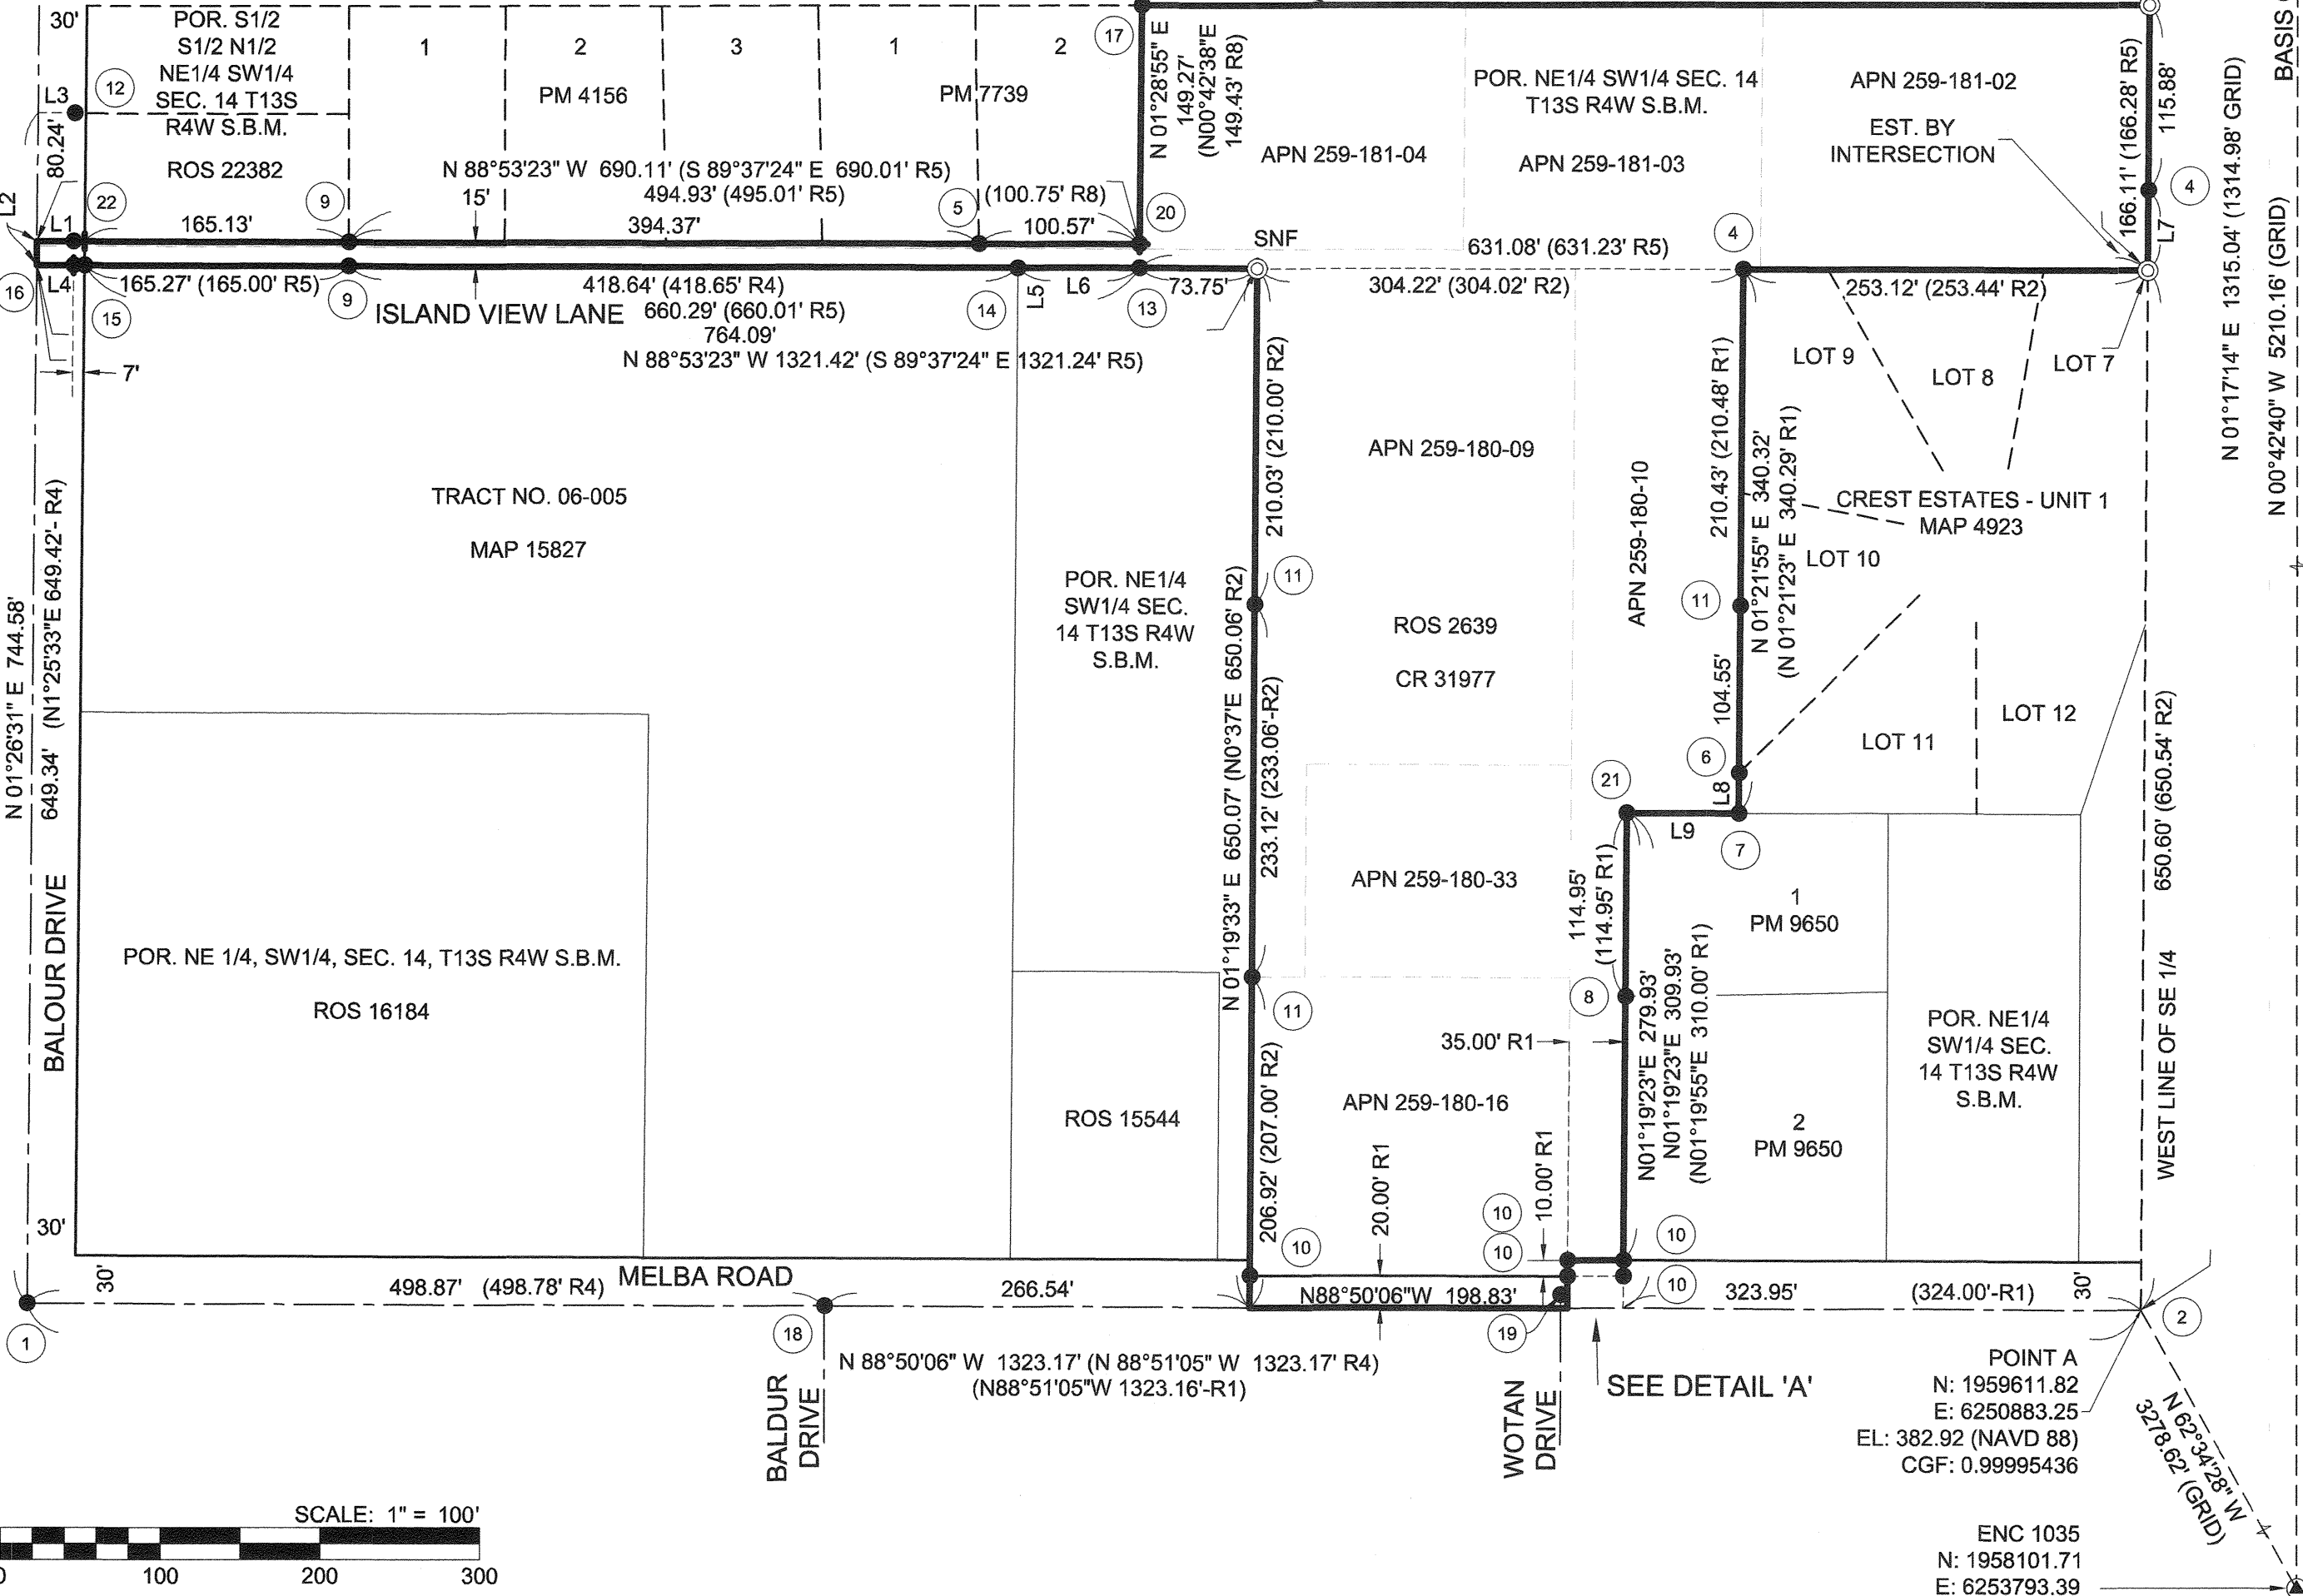 30'
POR. S1/2
S1/2 N1/2
NE1/4 SW1/4
SEC. 14 T13S
R4W S.B.M.
ROS 22382
L3
12
80.24'
L2
L1
22
16
L4
15
7'
165.13'
165.27' (165.00' R5)
9
9
1
2
3
1
2
PM 4156
PM 7739
N 88°53'23" W 690.11' (S 89°37'24" E 690.01' R5)
494.93' (495.01' R5)
15'
394.37'
5
(100.75' R8)
100.57'
20
17
N 01°28'55" E
149.27'
(N00°42'38"E
149.43' R8)
APN 259-181-04
POR. NE1/4 SW1/4 SEC. 14
T13S R4W S.B.M.
APN 259-181-03
APN 259-181-02
EST. BY
INTERSECTION
166.11' (166.28' R5)
115.88'
4
L7
N 01°17'14" E 1315.04' (1314.98' GRID)
N 00°42'40" W 5210.16' (GRID)
BASIS
SNF
631.08' (631.23' R5)
4
418.64' (418.65' R4)
ISLAND VIEW LANE
660.29' (660.01' R5)
764.09'
N 88°53'23" W 1321.42' (S 89°37'24" E 1321.24' R5)
14
L5
L6
13
73.75'
304.22' (304.02' R2)
253.12' (253.44' R2)
LOT 9
LOT 8
LOT 7
CREST ESTATES - UNIT 1
MAP 4923
LOT 10
LOT 11
LOT 12
TRACT NO. 06-005
MAP 15827
POR. NE1/4
SW1/4 SEC.
14 T13S R4W
S.B.M.
210.03' (210.00' R2)
11
N 01°19'33" E 650.07' (N0°37'E 650.06' R2)
233.12' (233.06'-R2)
11
206.92' (207.00' R2)
APN 259-180-09
ROS 2639
CR 31977
APN 259-180-10
APN 259-180-33
APN 259-180-16
210.43' (210.48' R1)
N 01°21'55" E 340.32'
(N 01°21'23" E 340.29' R1)
11
104.55'
6
21
L8
L9
7
114.95'
(114.95' R1)
8
35.00' R1
N01°19'23"E 279.93'
N01°19'23"E 309.93'
(N01°19'55"E 310.00' R1)
1
PM 9650
2
PM 9650
POR. NE1/4
SW1/4 SEC.
14 T13S R4W
S.B.M.
650.60' (650.54' R2)
WEST LINE OF SE 1/4
N 01°26'31" E 744.58'
649.34' (N1°25'33"E 649.42'- R4)
BALOUR DRIVE
POR. NE 1/4, SW1/4, SEC. 14, T13S R4W S.B.M.
ROS 16184
ROS 15544
20.00' R1
10.00' R1
10
10
10
10
10
30'
30'
1
498.87' (498.78' R4)
MELBA ROAD
266.54'
N88°50'06"W 198.83'
323.95'
(324.00'-R1)
30'
18
19
2
N 88°50'06" W 1323.17' (N 88°51'05" W 1323.17' R4)
(N88°51'05"W 1323.16'-R1)
BALDUR
DRIVE
WOTAN
DRIVE
SEE DETAIL 'A'
POINT A
N: 1959611.82
E: 6250883.25
EL: 382.92 (NAVD 88)
CGF: 0.99995436
N 62°34'28" W
3278.62' (GRID)
ENC 1035
N: 1958101.71
E: 6253793.39
SCALE: 1" = 100'
0
100
200
300